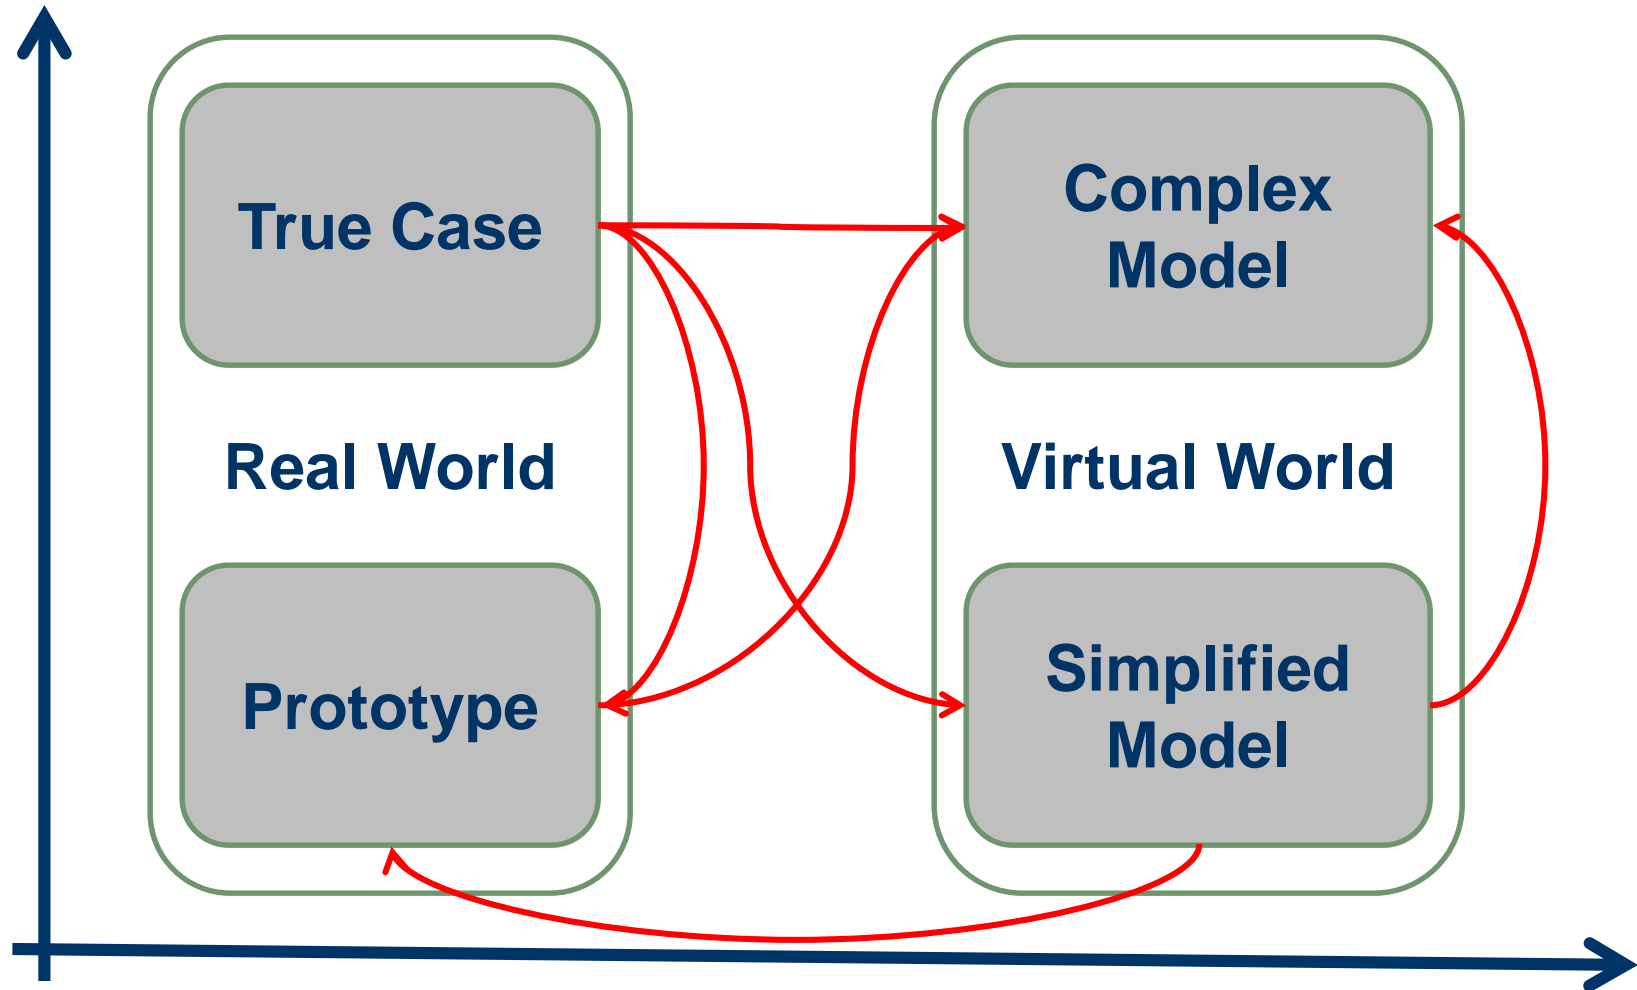 True Case
Real World
Prototype
Complex
Model
Virtual World
Simplified
Model